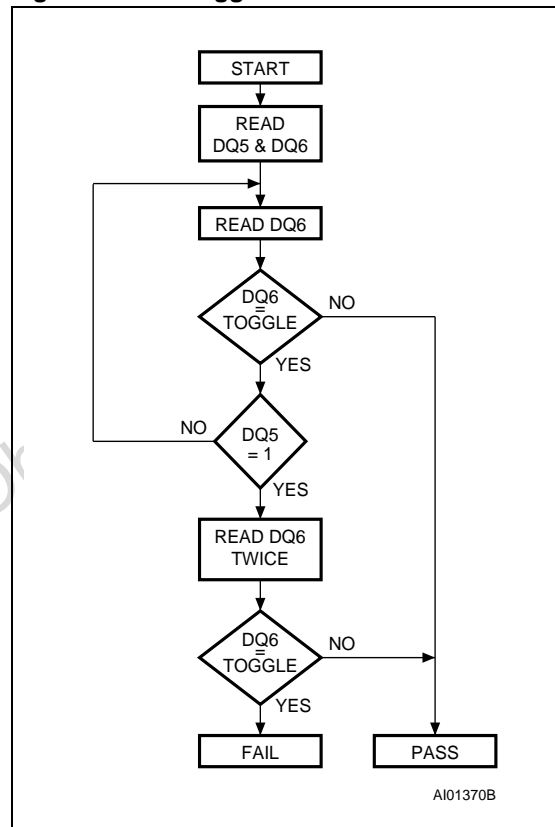 START
READ
DQ5 & DQ6
READ DQ6
DQ6
=
TOGGLE
NO
YES
NO
DQ5
= 1
YES
READ DQ6
TWICE
DQ6
=
TOGGLE
NO
YES
FAIL
PASS
AI01370B